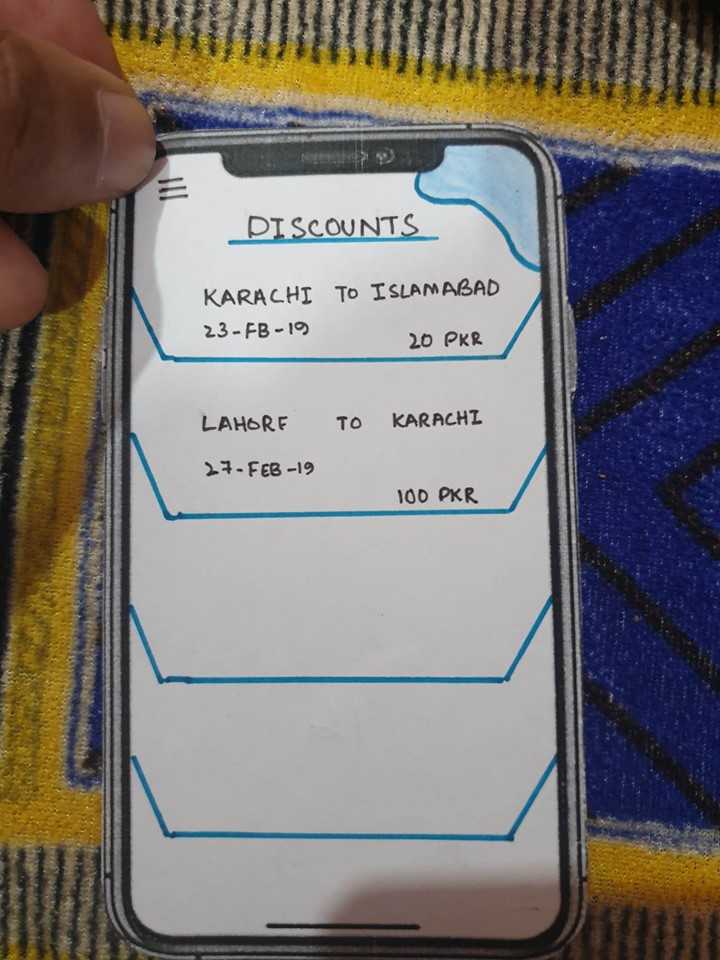 DISCOUNTS
KARACHI TO ISLAMABAD
23-FB-19
20 PKR
LAHORE TO KARACHI
27-FEB-19
100 PKR